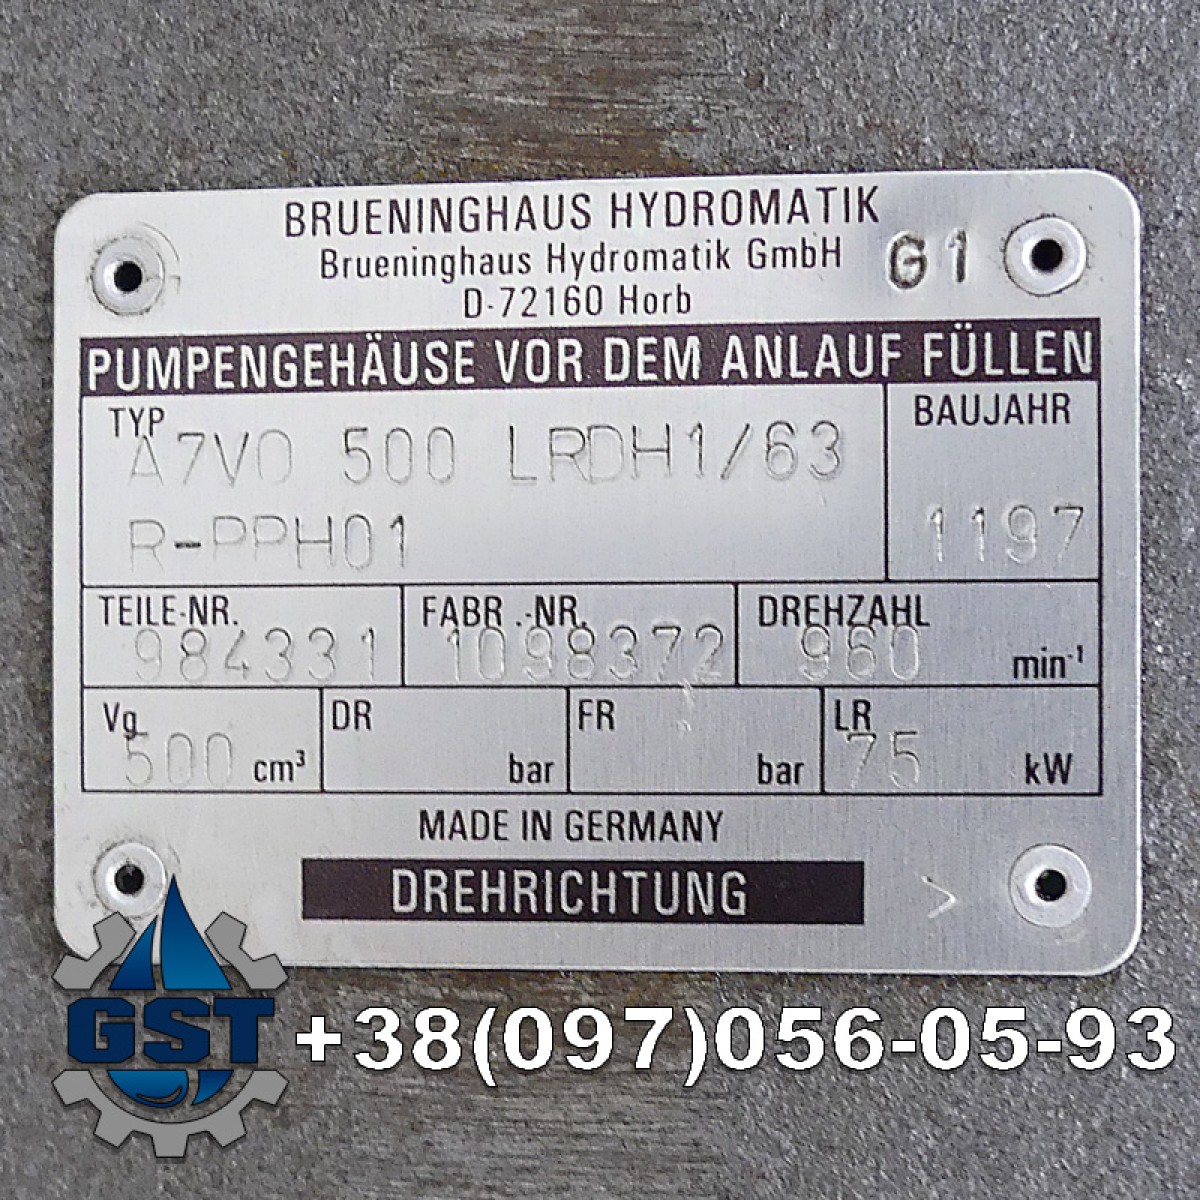 BRUENINGHAUS HYDROMATIK
Brueninghaus Hydromatik GmbH G1
D-72160 Horb
PUMPENGEHÄUSE VOR DEM ANLAUF FÜLLEN
TYP
A7VO 500 LRDH1/63
R-PPH01
BAUJAHR
1197
TEILE-NR.
984331
FABR.-NR.
1098372
DREHZAHL
960 min⁻¹
Vg
500 cm³
DR
bar
FR
bar
LR
75 kW
MADE IN GERMANY
DREHRICHTUNG >
GST +38(097)056-05-93